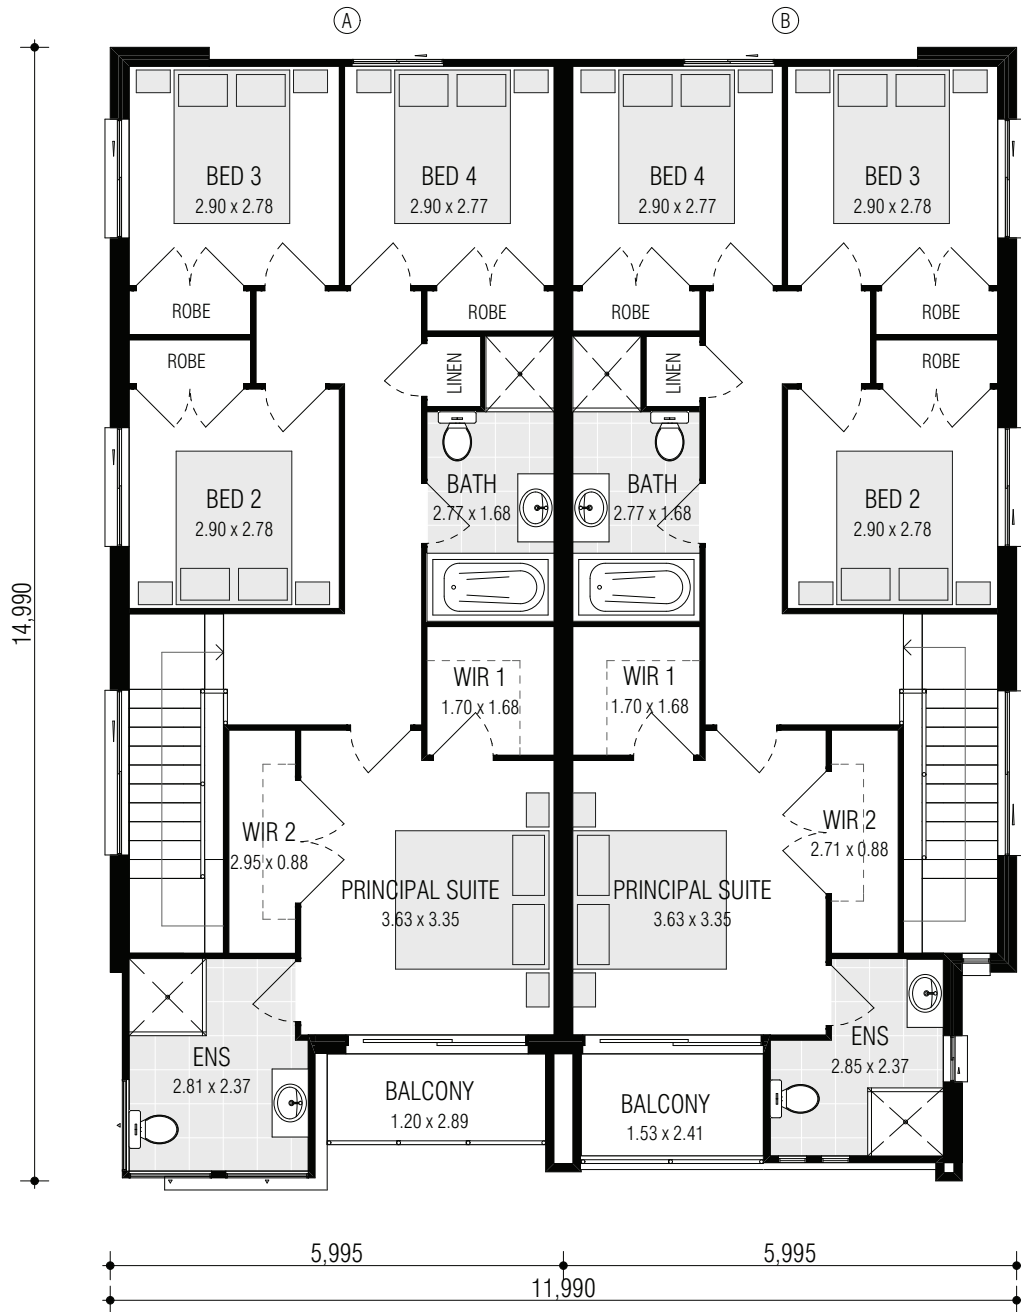 A
B
BED 3
2.90 x 2.78
BED 4
2.90 x 2.77
BED 4
2.90 x 2.77
BED 3
2.90 x 2.78
ROBE
ROBE
ROBE
ROBE
ROBE
LINEN
LINEN
ROBE
BED 2
2.90 x 2.78
BATH
2.77 x 1.68
BATH
2.77 x 1.68
BED 2
2.90 x 2.78
14,990
WIR 1
1.70 x 1.68
WIR 1
1.70 x 1.68
WIR 2
2.95 x 0.88
WIR 2
2.71 x 0.88
PRINCIPAL SUITE
3.63 x 3.35
PRINCIPAL SUITE
3.63 x 3.35
ENS
2.81 x 2.37
ENS
2.85 x 2.37
BALCONY
1.20 x 2.89
BALCONY
1.53 x 2.41
5,995
5,995
11,990